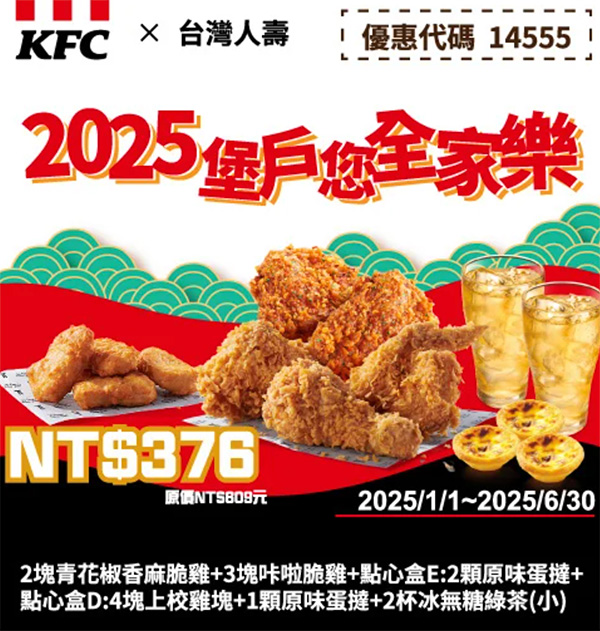 KFC × 台灣人壽
優惠代碼 14555
2025堡戶您全家樂
NT$376
原價NT$809元
2025/1/1~2025/6/30
2塊青花椒香麻脆雞+3塊咔啦脆雞+點心盒E:2顆原味蛋撻+
點心盒D:4塊上校雞塊+1顆原味蛋撻+2杯冰無糖綠茶(小)